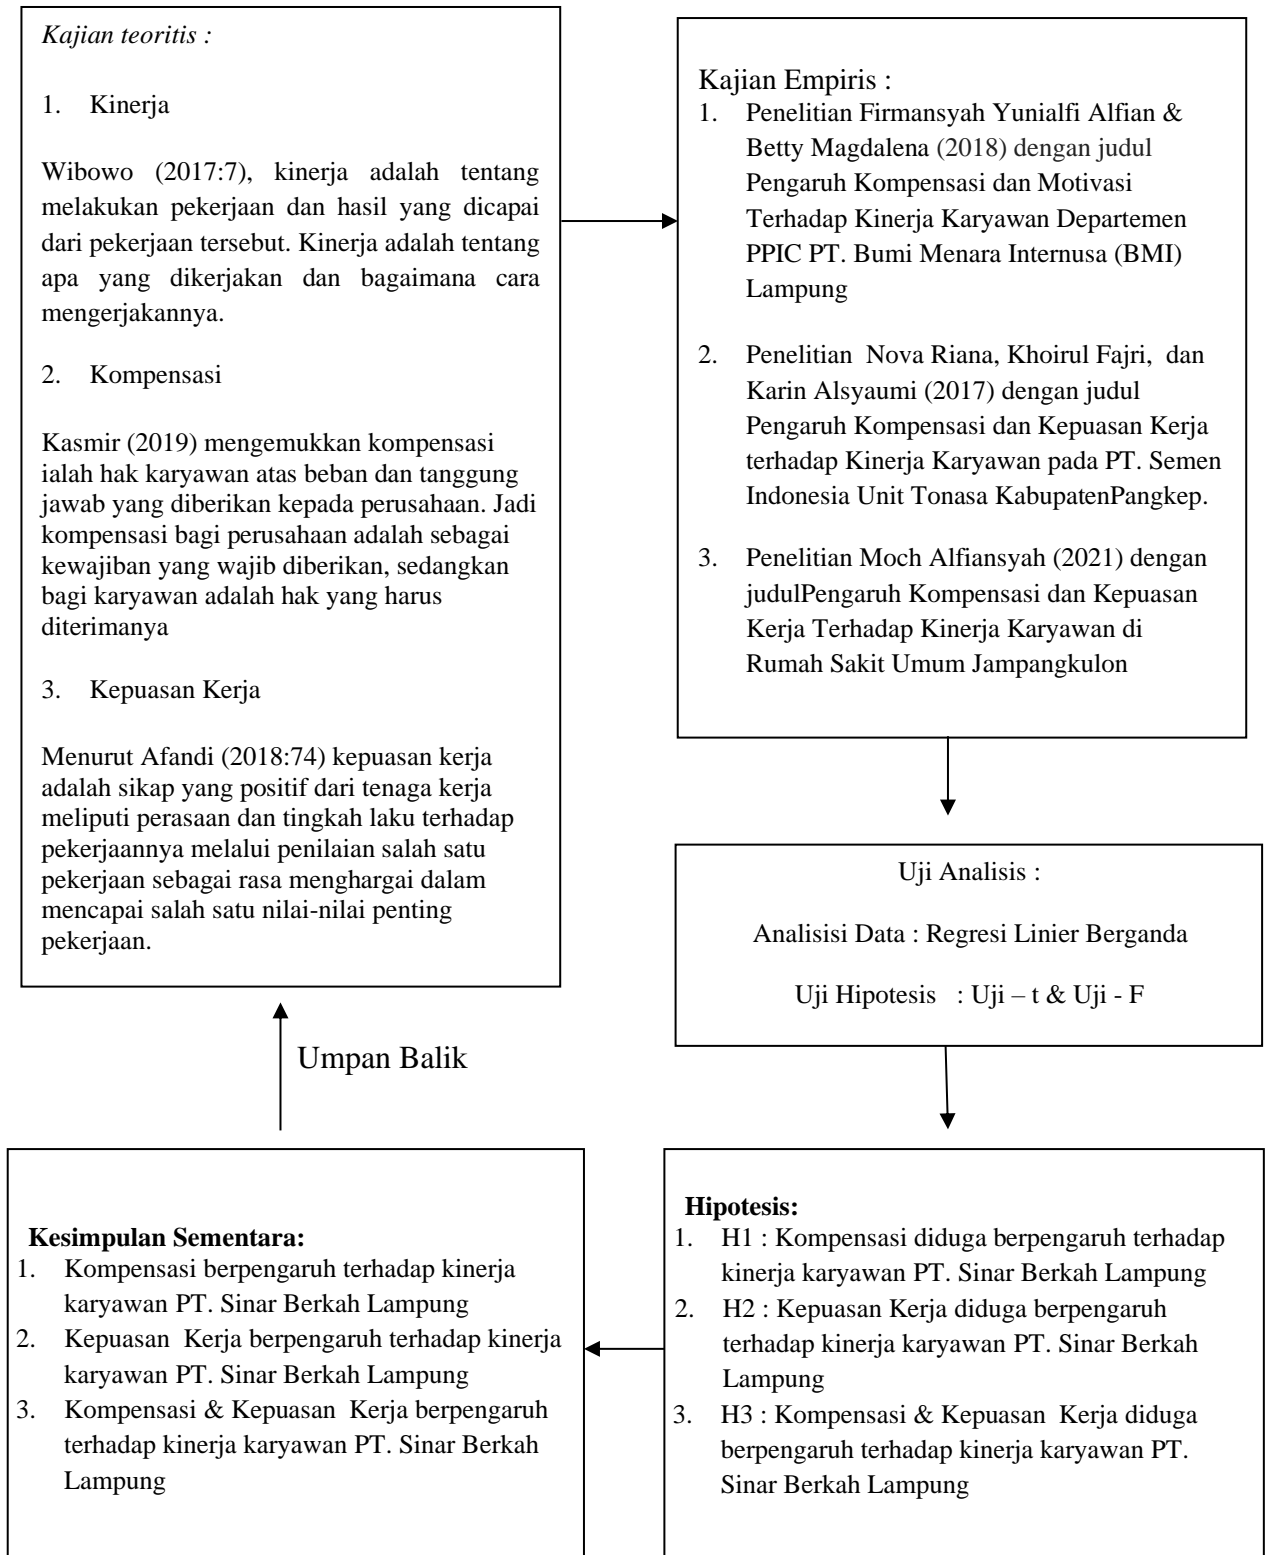 Kajian teoritis :
1. Kinerja
Wibowo (2017:7), kinerja adalah tentang
melakukan pekerjaan dan hasil yang dicapai
dari pekerjaan tersebut. Kinerja adalah tentang
apa yang dikerjakan dan bagaimana cara
mengerjakannya.
2. Kompensasi
Kasmir (2019) mengemukkan kompensasi
ialah hak karyawan atas beban dan tanggung
jawab yang diberikan kepada perusahaan. Jadi
kompensasi bagi perusahaan adalah sebagai
kewajiban yang wajib diberikan, sedangkan
bagi karyawan adalah hak yang harus
diterimanya
3. Kepuasan Kerja
Menurut Afandi (2018:74) kepuasan kerja
adalah sikap yang positif dari tenaga kerja
meliputi perasaan dan tingkah laku terhadap
pekerjaannya melalui penilaian salah satu
pekerjaan sebagai rasa menghargai dalam
mencapai salah satu nilai-nilai penting
pekerjaan.
Kajian Empiris :
1. Penelitian Firmansyah Yunialfi Alfian &
Betty Magdalena (2018) dengan judul
Pengaruh Kompensasi dan Motivasi
Terhadap Kinerja Karyawan Departemen
PPIC PT. Bumi Menara Internusa (BMI)
Lampung
2. Penelitian Nova Riana, Khoirul Fajri, dan
Karin Alsyaumi (2017) dengan judul
Pengaruh Kompensasi dan Kepuasan Kerja
terhadap Kinerja Karyawan pada PT. Semen
Indonesia Unit Tonasa KabupatenPangkep.
3. Penelitian Moch Alfiansyah (2021) dengan
judulPengaruh Kompensasi dan Kepuasan
Kerja Terhadap Kinerja Karyawan di
Rumah Sakit Umum Jampangkulon
Uji Analisis :
Analisisi Data : Regresi Linier Berganda
Uji Hipotesis : Uji – t & Uji - F
Umpan Balik
Hipotesis:
1. H1 : Kompensasi diduga berpengaruh terhadap
kinerja karyawan PT. Sinar Berkah Lampung
2. H2 : Kepuasan Kerja diduga berpengaruh
terhadap kinerja karyawan PT. Sinar Berkah
Lampung
3. H3 : Kompensasi & Kepuasan Kerja diduga
berpengaruh terhadap kinerja karyawan PT.
Sinar Berkah Lampung
Kesimpulan Sementara:
1. Kompensasi berpengaruh terhadap kinerja
karyawan PT. Sinar Berkah Lampung
2. Kepuasan Kerja berpengaruh terhadap kinerja
karyawan PT. Sinar Berkah Lampung
3. Kompensasi & Kepuasan Kerja berpengaruh
terhadap kinerja karyawan PT. Sinar Berkah
Lampung